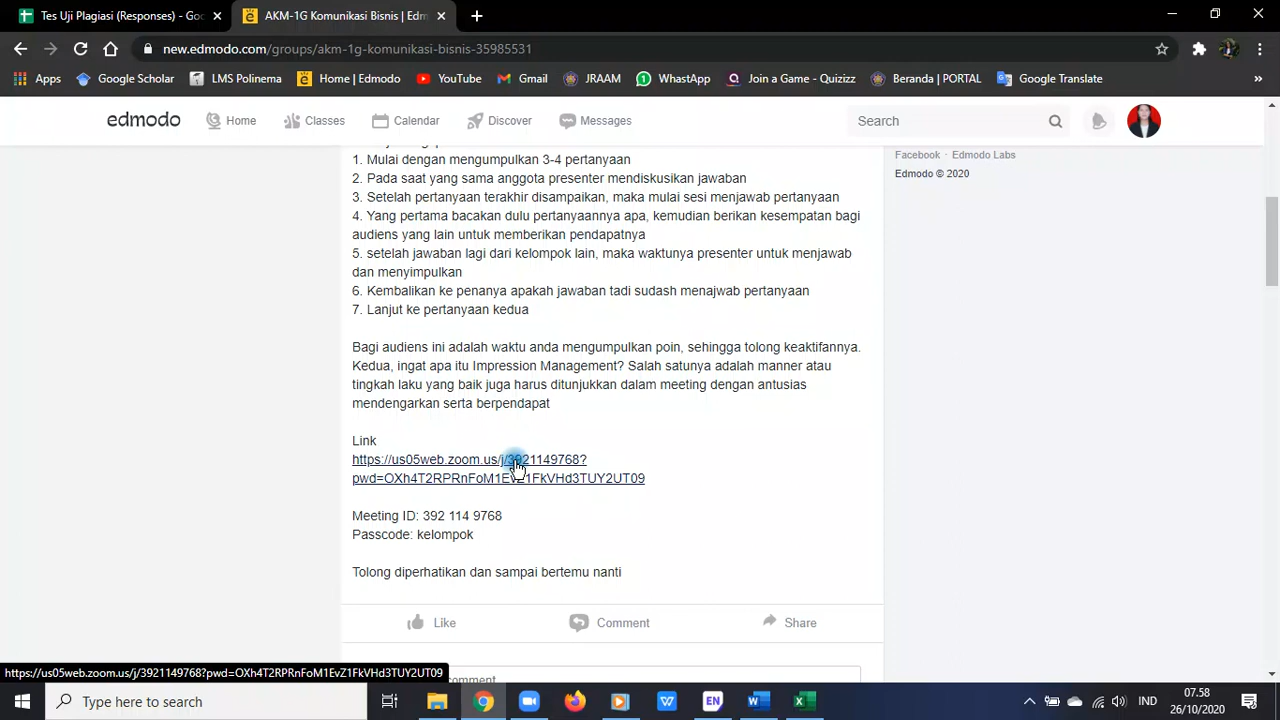 Tes Uji Plagiasi (Responses) - Goo
AKM-1G Komunikasi Bisnis | Edm
new.edmodo.com/groups/akm-1g-komunikasi-bisnis-35985531
Apps Google Scholar LMS Polinema Home | Edmodo YouTube Gmail JRAAM WhatsApp Join a Game - Quizizz Beranda | PORTAL Google Translate »
edmodo Home Classes Calendar Discover Messages Search
Facebook · Edmodo Labs
Edmodo © 2020
1. Mulai dengan mengumpulkan 3-4 pertanyaan
2. Pada saat yang sama anggota presenter mendiskusikan jawaban
3. Setelah pertanyaan terakhir disampaikan, maka mulai sesi menjawab pertanyaan
4. Yang pertama bacakan dulu pertanyaannya apa, kemudian berikan kesempatan bagi
audiens yang lain untuk memberikan pendapatnya
5. setelah jawaban lagi dari kelompok lain, maka waktunya presenter untuk menjawab
dan menyimpulkan
6. Kembalikan ke penanya apakah jawaban tadi sudash menajwab pertanyaan
7. Lanjut ke pertanyaan kedua
Bagi audiens ini adalah waktu anda mengumpulkan poin, sehingga tolong keaktifannya.
Kedua, ingat apa itu Impression Management? Salah satunya adalah manner atau
tingkah laku yang baik juga harus ditunjukkan dalam meeting dengan antusias
mendengarkan serta berpendapat
Link
https://us05web.zoom.us/j/3921149768?
pwd=OXh4T2RPRnFoM1EvZ1FkVHd3TUY2UT09
Meeting ID: 392 114 9768
Passcode: kelompok
Tolong diperhatikan dan sampai bertemu nanti
Like Comment Share
comment
https://us05web.zoom.us/j/3921149768?pwd=OXh4T2RPRnFoM1EvZ1FkVHd3TUY2UT09
Type here to search
EN
IND
07.58
26/10/2020